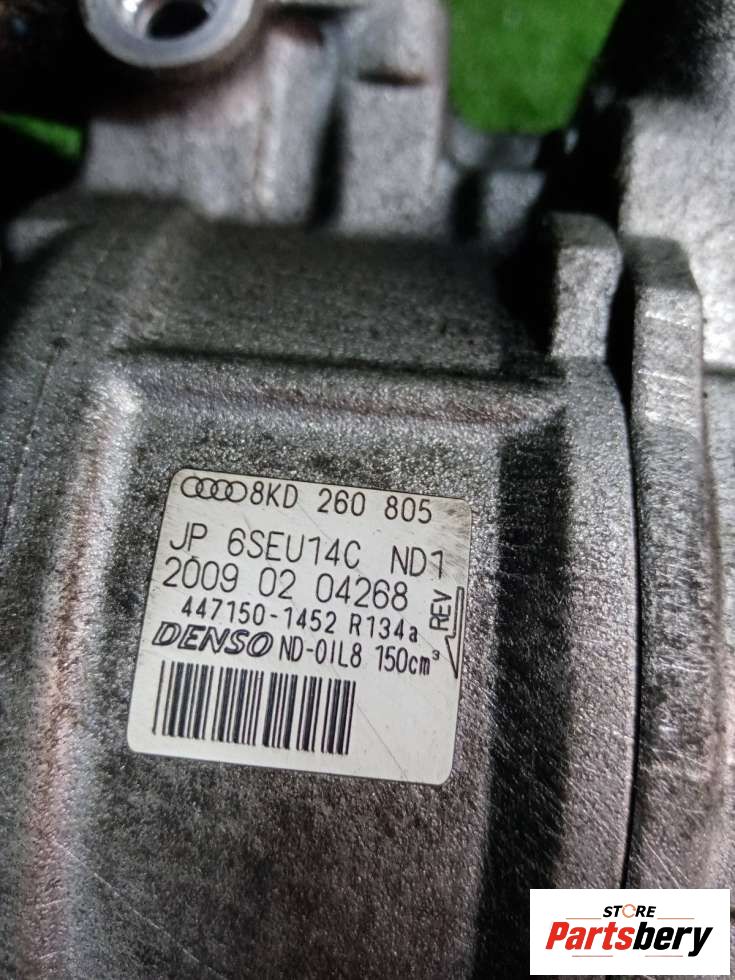 8KD 260 805
JP 6SEU14C ND1
2009 02 04268
447150-1452 R134a
REV
DENSO ND-OIL8 150cm³
STORE
Partsbery